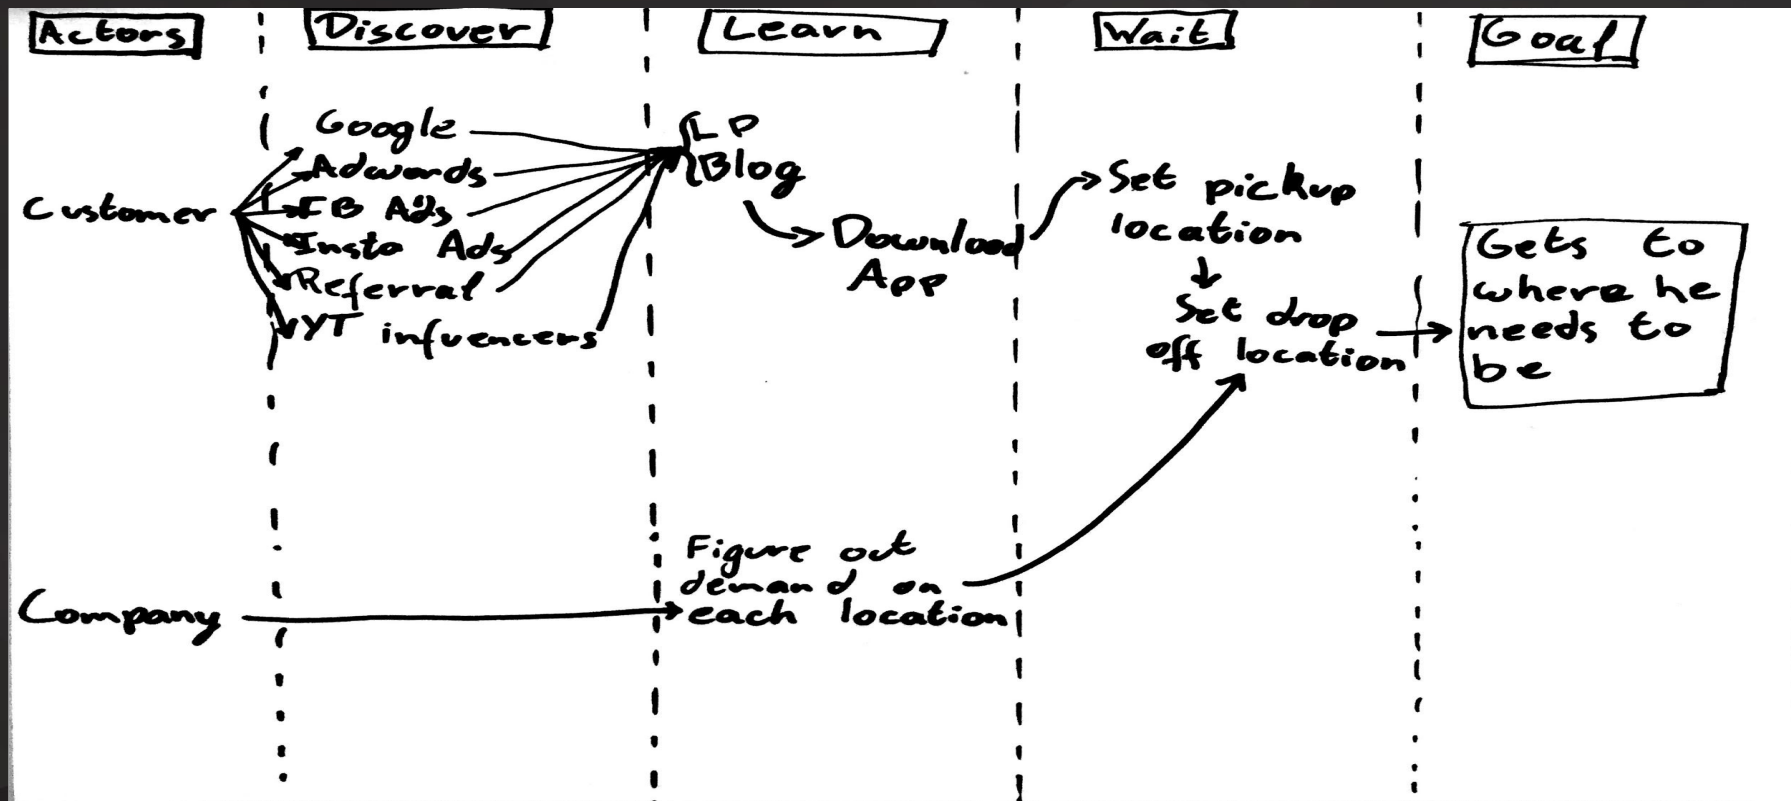 Actors
Discover
Learn
Wait
Goal
Customer
Google
Adwords
FB Ads
Insta Ads
Referral
YT infuencers
LP
Blog
Download
App
Set pickup
location
Set drop
off location
Gets to
where he
needs to
be
Company
Figure out
demand on
each location